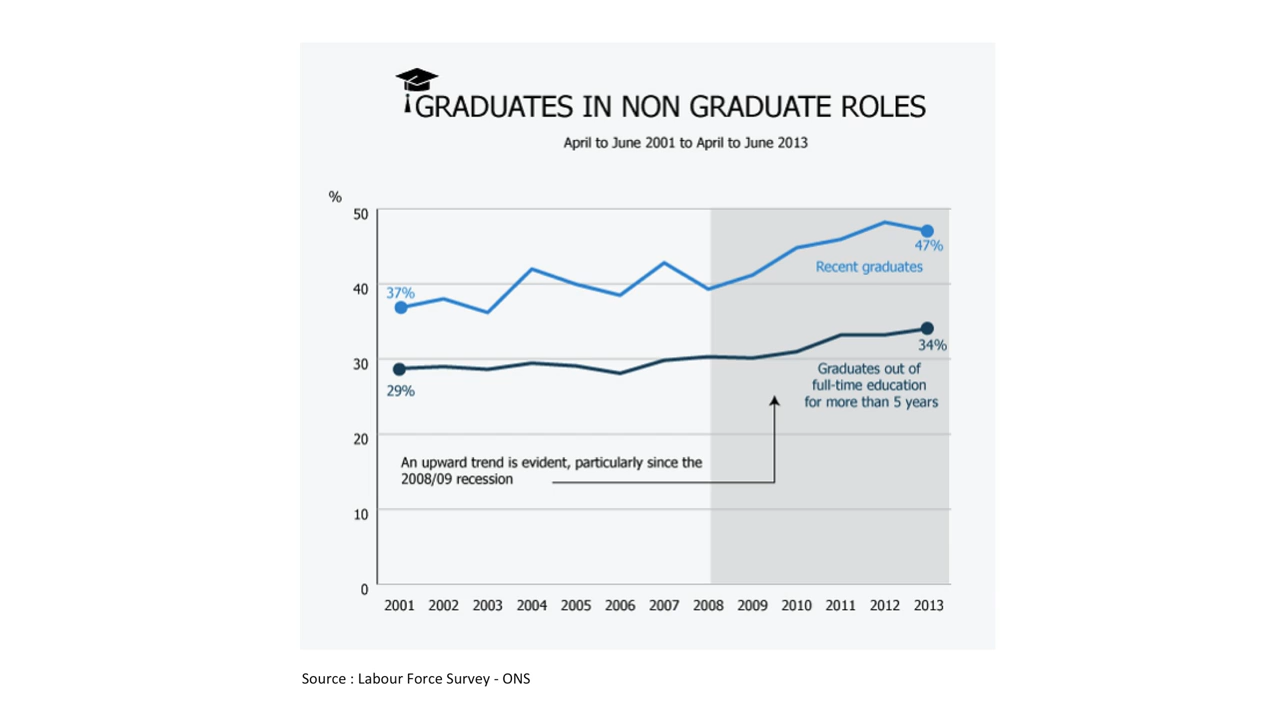 GRADUATES IN NON GRADUATE ROLES
April to June 2001 to April to June 2013
%
50
40
30
20
10
0
37%
47%
Recent graduates
29%
34%
Graduates out of
full-time education
for more than 5 years
An upward trend is evident, particularly since the
2008/09 recession
2001 2002 2003 2004 2005 2006 2007 2008 2009 2010 2011 2012 2013
Source : Labour Force Survey - ONS